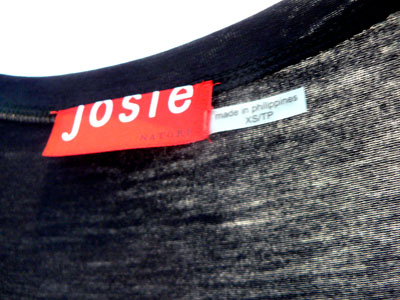 josie
NATORI
made in philippines
XS/TP